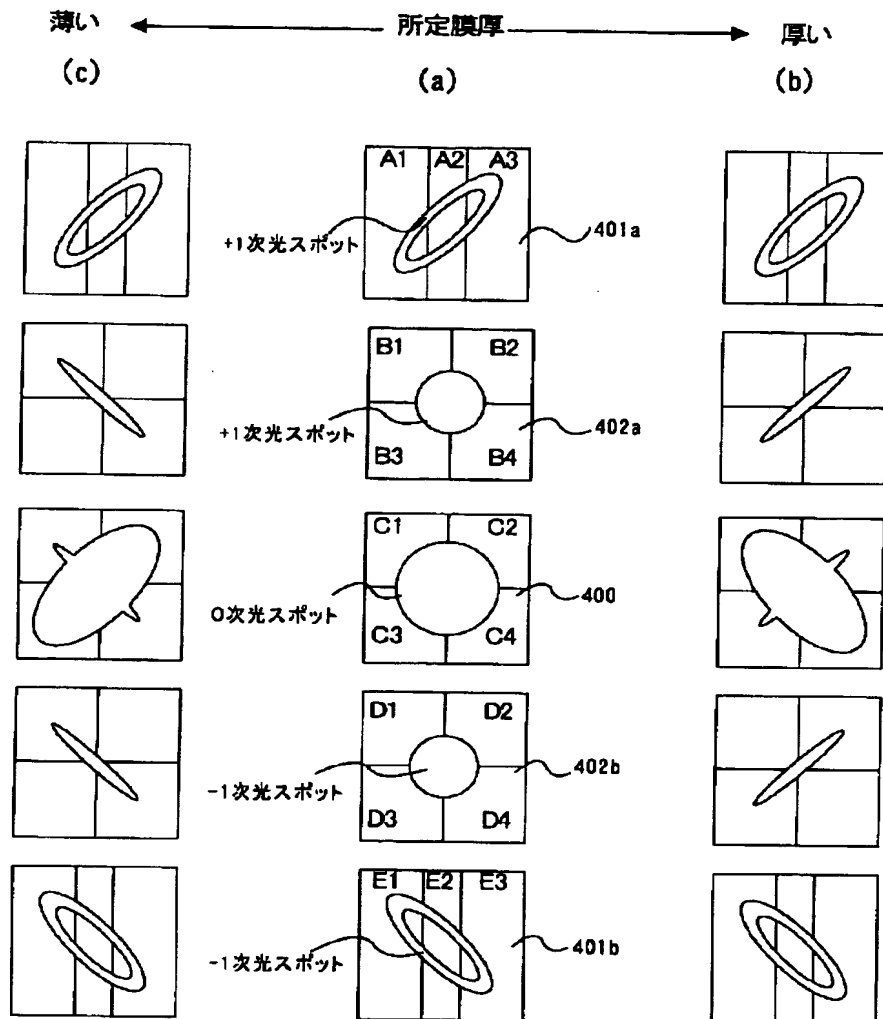 薄い 所定膜厚 厚い
(c) (a) (b)
A1 A2 A3
401a
+1次光スポット
B1 B2
402a
+1次光スポット
B3 B4
C1 C2
400
0次光スポット
C3 C4
D1 D2
402b
-1次光スポット
D3 D4
E1 E2 E3
401b
-1次光スポット